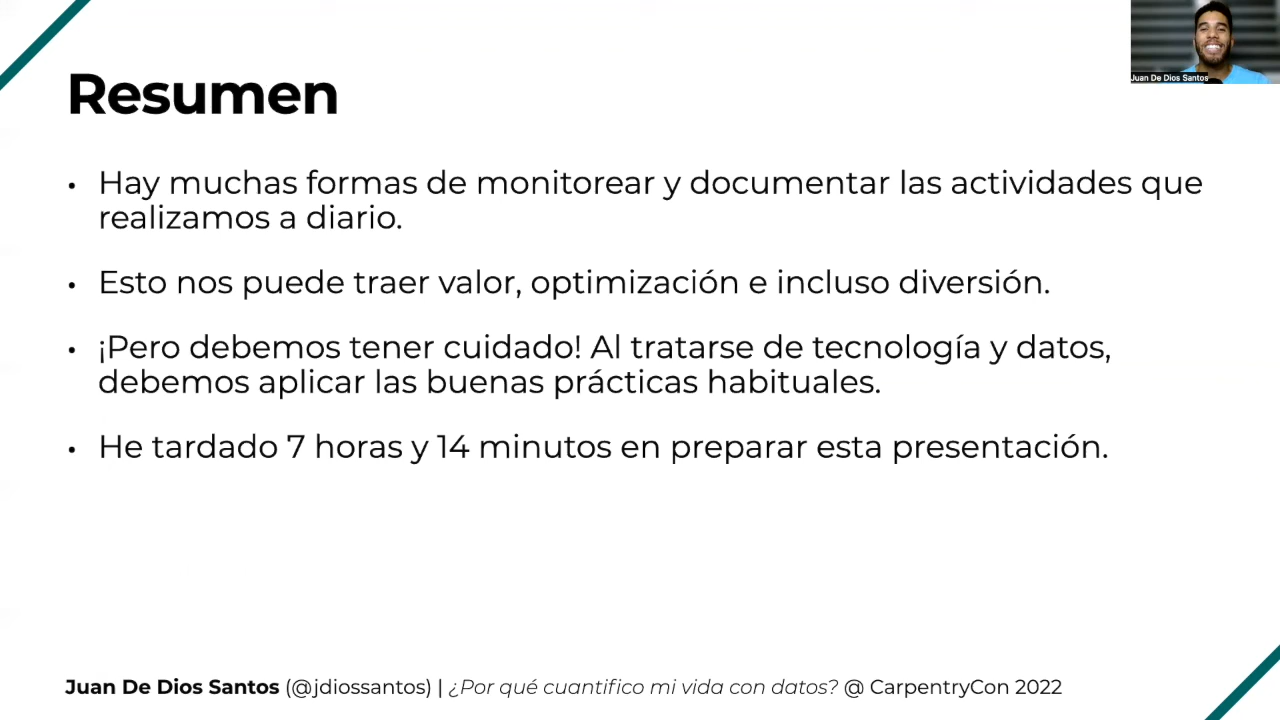 Juan De Dios Santos
Resumen
• Hay muchas formas de monitorear y documentar las actividades que
realizamos a diario.
• Esto nos puede traer valor, optimización e incluso diversión.
• ¡Pero debemos tener cuidado! Al tratarse de tecnología y datos,
debemos aplicar las buenas prácticas habituales.
• He tardado 7 horas y 14 minutos en preparar esta presentación.
Juan De Dios Santos (@jdiossantos) | ¿Por qué cuantifico mi vida con datos? @ CarpentryCon 2022